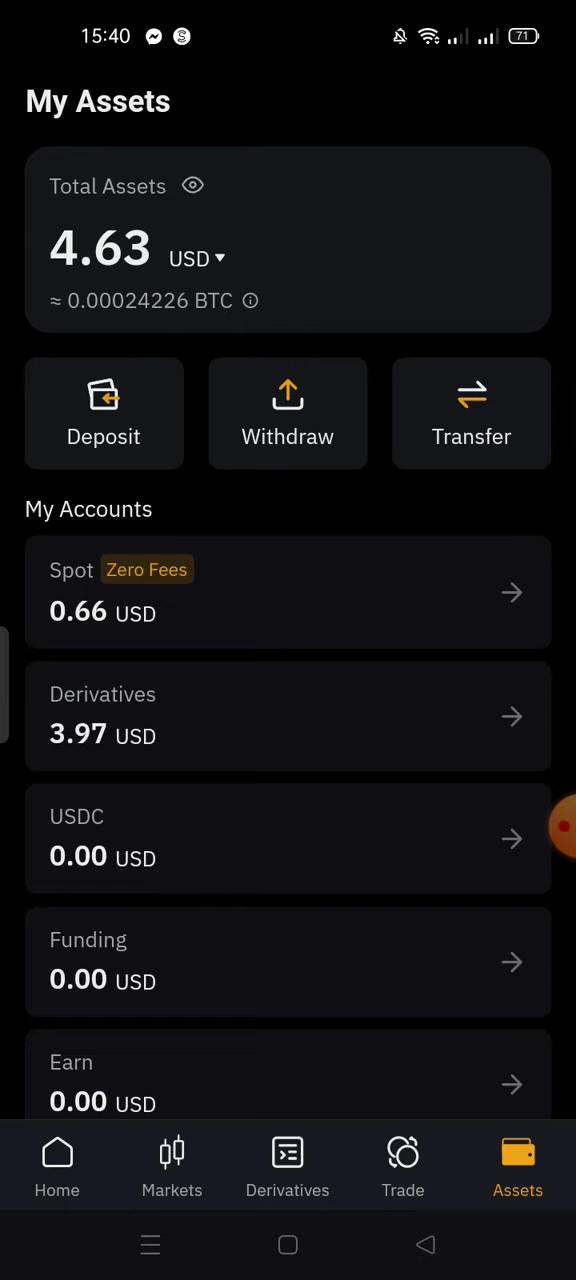 15:40
71
My Assets
Total Assets
4.63 USD
≈ 0.00024226 BTC
Deposit
Withdraw
Transfer
My Accounts
Spot Zero Fees
0.66 USD
Derivatives
3.97 USD
USDC
0.00 USD
Funding
0.00 USD
Earn
0.00 USD
Home
Markets
Derivatives
Trade
Assets